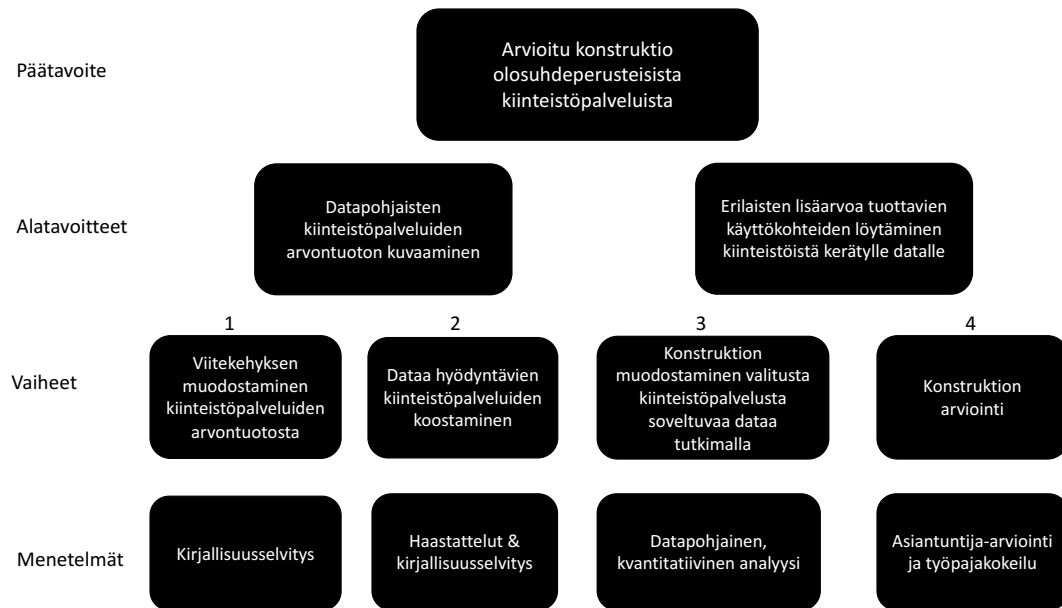 Päätavoite
Arvioitu konstruktio
olosuhdeperusteisista
kiinteistöpalveluista
Alatavoitteet
Datapohjaisten
kiinteistöpalveluiden
arvontuoton kuvaaminen
Erilaisten lisäarvoa tuottavien
käyttökohteiden löytäminen
kiinteistöistä kerätylle datalle
Vaiheet
1
Viitekehyksen
muodostaminen
kiinteistöpalveluiden
arvontuotosta
2
Dataa hyödyntävien
kiinteistöpalveluiden
koostaminen
3
Konstruktion
muodostaminen valitusta
kiinteistöpalvelusta
soveltuvaa dataa
tutkimalla
4
Konstruktion
arviointi
Menetelmät
Kirjallisuusselvitys
Haastattelut &
kirjallisuusselvitys
Datapohjainen,
kvantitatiivinen analyysi
Asiantuntija-arviointi
ja työpajakokeilu